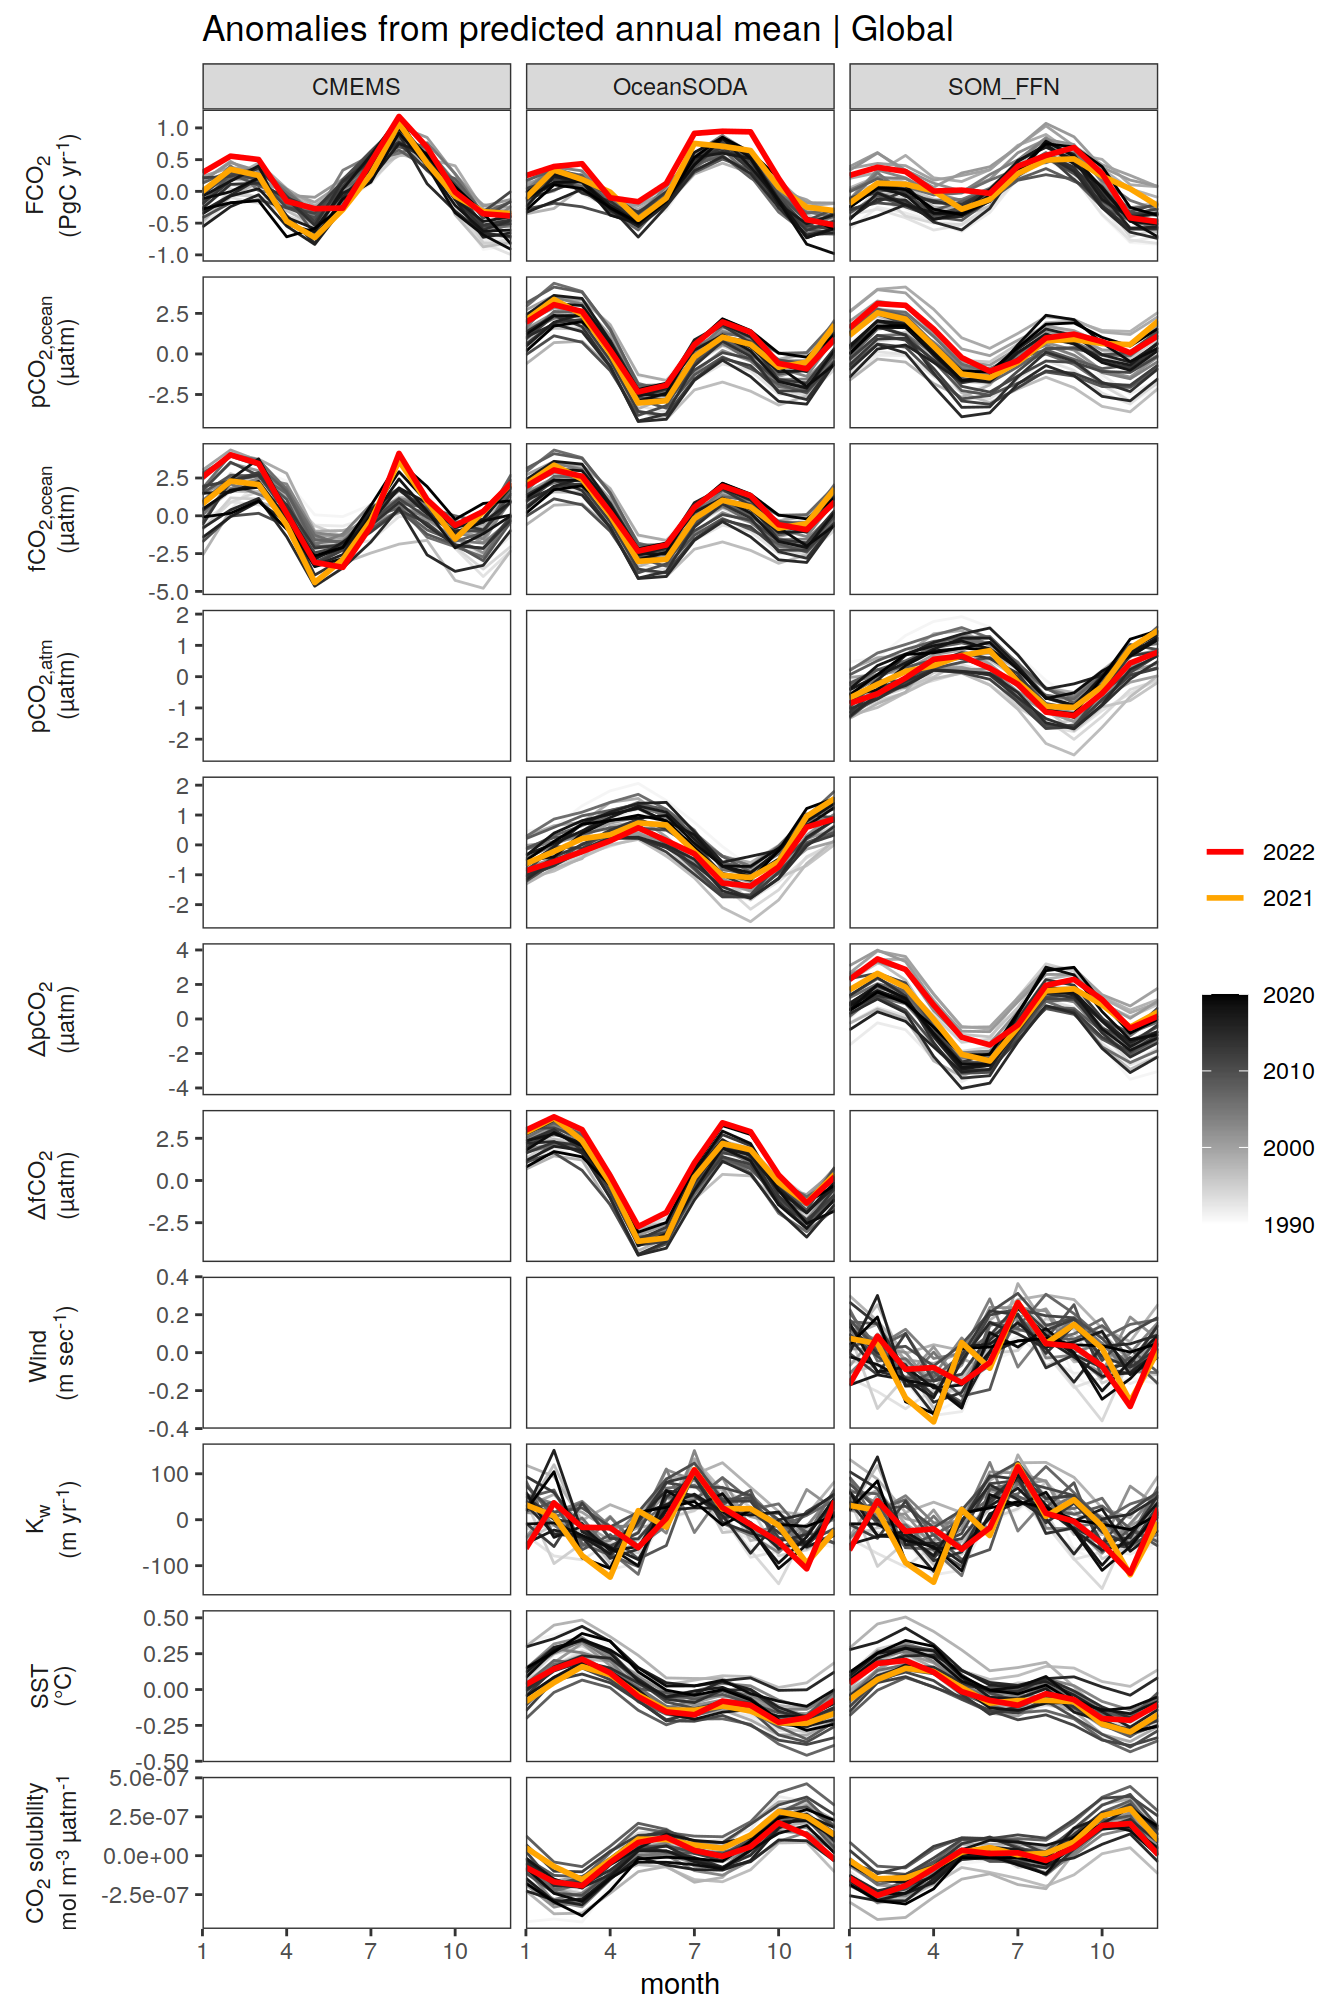 Anomalies from predicted annual mean | Global
CMEMS OceanSODA SOM_FFN
FCO2
(PgC yr-1)
1.0
0.5
0.0
-0.5
-1.0
pCO2,ocean
(µatm)
2.5
0.0
-2.5
fCO2,ocean
(µatm)
2.5
0.0
-2.5
-5.0
pCO2,atm
(µatm)
2
1
0
-1
-2
2
1
0
-1
-2
ΔpCO2
(µatm)
4
2
0
-2
-4
ΔfCO2
(µatm)
2.5
0.0
-2.5
Wind
(m sec-1)
0.4
0.2
0.0
-0.2
-0.4
Kw
(m yr-1)
100
0
-100
SST
(°C)
0.50
0.25
0.00
-0.25
-0.50
CO2 solubility
mol m-3 µatm-1
5.0e-07
2.5e-07
0.0e+00
-2.5e-07
1 4 7 10 1 4 7 10 1 4 7 10
month
2022
2021
2020
2010
2000
1990